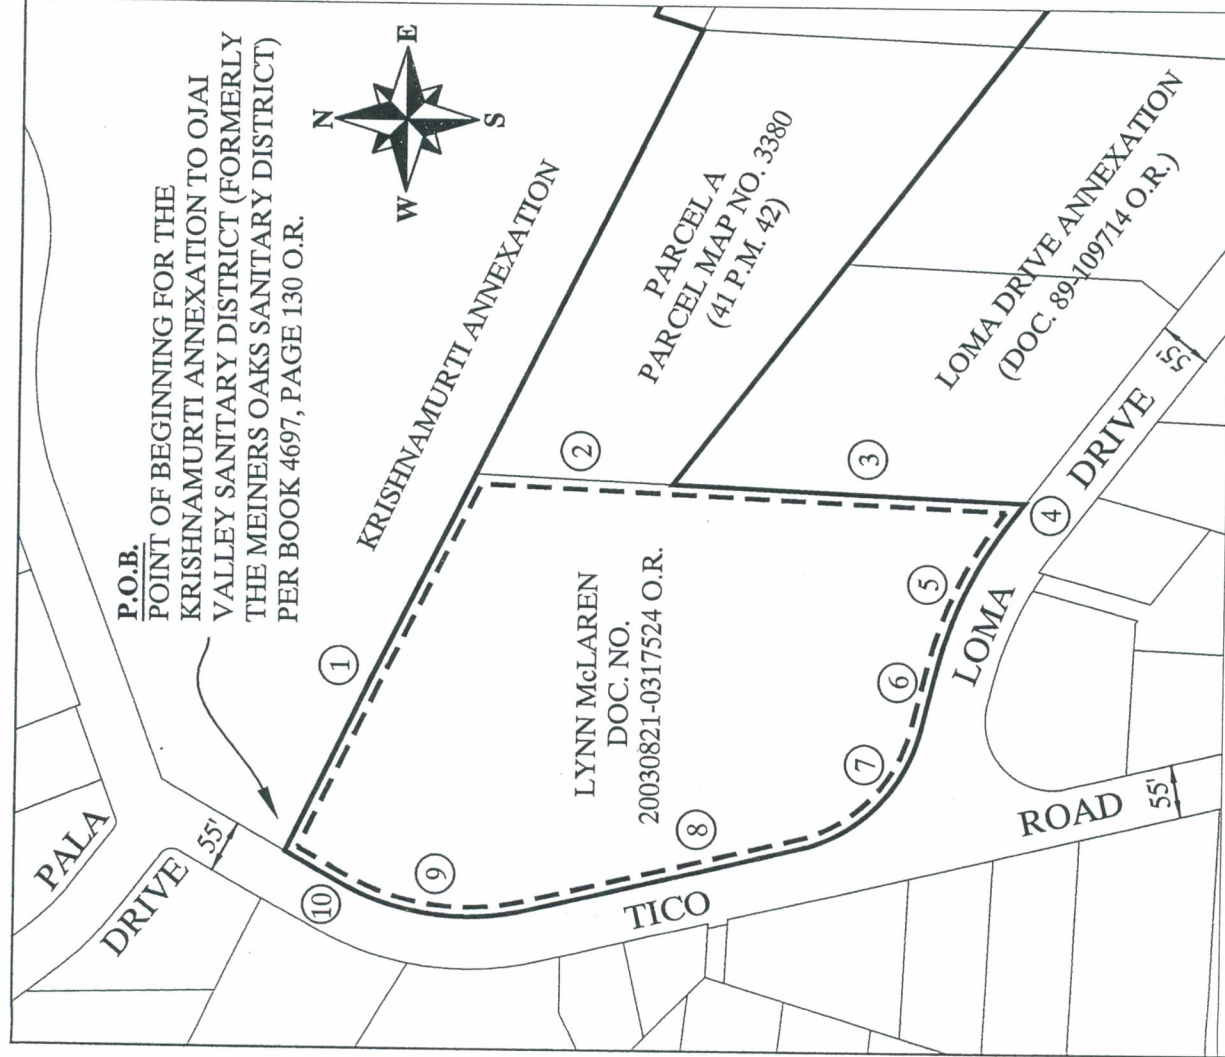 P.O.B.
POINT OF BEGINNING FOR THE
KRISHNAMURTI ANNEXATION TO OJAI
VALLEY SANITARY DISTRICT (FORMERLY
THE MEINERS OAKS SANITARY DISTRICT)
PER BOOK 4697, PAGE 130 O.R.
N
E
S
W
KRISHNAMURTI ANNEXATION
PARCEL A
PARCEL MAP NO. 3380
(41 P.M. 42)
LOMA DRIVE ANNEXATION
(DOC. 89-109714 O.R.)
PALA
DRIVE
55'
1
2
3
4
5
6
7
8
9
10
LYNN McLAREN
DOC. NO.
20030821-0317524 O.R.
TICO
ROAD
55'
LOMA
DRIVE
55'